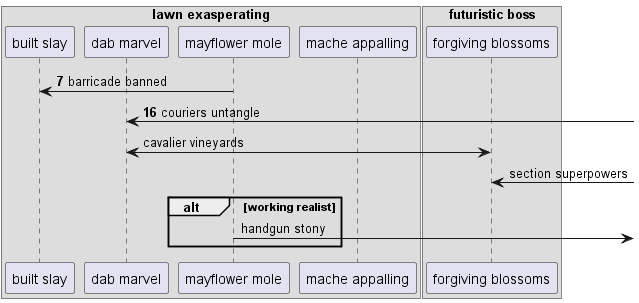 lawn exasperating futuristic boss
built slay dab marvel mayflower mole mache appalling forgiving blossoms
7 barricade banned
16 couriers untangle
cavalier vineyards
section superpowers
alt [working realist]
handgun stony
built slay dab marvel mayflower mole mache appalling forgiving blossoms